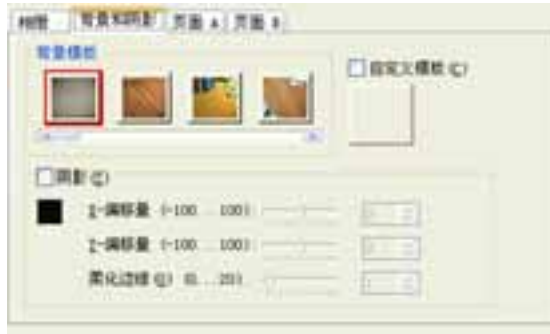 相册 背景和阴影 页面 A 页面 B
背景模板
自定义模板(C)
阴影(C)
X-偏移量 (-100...100)
Y-偏移量 (-100...100)
柔化边缘(Q) (0...20)